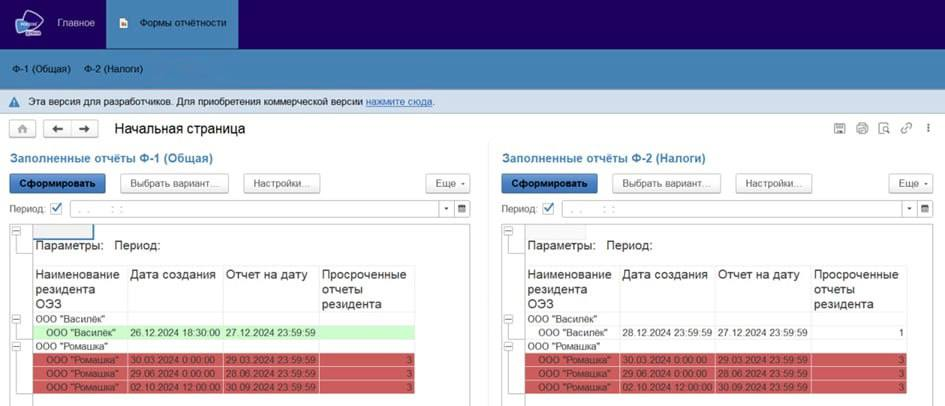 Главное
Формы отчётности
Ф-1 (Общая) Ф-2 (Налоги)
Эта версия для разработчиков. Для приобретения коммерческой версии нажмите сюда.
Начальная страница
Заполненные отчёты Ф-1 (Общая)
Сформировать Выбрать вариант... Настройки... Еще
Период: . . : :
Параметры: Период:
Наименование резидента ОЭЗ Дата создания Отчет на дату Просроченные отчеты резидента
ООО "Василёк"
ООО "Василёк" 26.12.2024 18:30:00 27.12.2024 23:59:59
ООО "Ромашка"
ООО "Ромашка" 30.03.2024 0:00:00 29.03.2024 23:59:59 3
ООО "Ромашка" 29.06.2024 0:00:00 28.06.2024 23:59:59 3
ООО "Ромашка" 02.10.2024 12:00:00 30.09.2024 23:59:59 3
Заполненные отчёты Ф-2 (Налоги)
Сформировать Выбрать вариант... Настройки... Еще
Период: . . : :
Параметры: Период:
Наименование резидента ОЭЗ Дата создания Отчет на дату Просроченные отчеты резидента
ООО "Василёк"
ООО "Василёк" 28.12.2024 23:59:59 27.12.2024 23:59:59 1
ООО "Ромашка"
ООО "Ромашка" 30.03.2024 0:00:00 29.03.2024 23:59:59 3
ООО "Ромашка" 29.06.2024 0:00:00 28.06.2024 23:59:59 3
ООО "Ромашка" 02.10.2024 12:00:00 30.09.2024 23:59:59 3